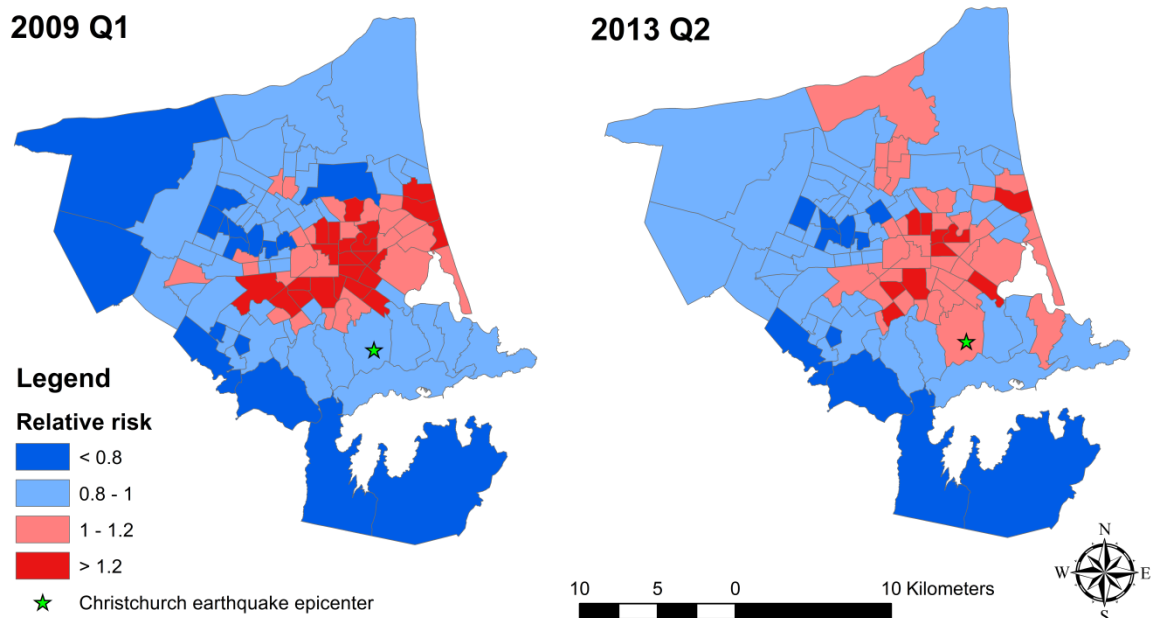 2009 Q1
2013 Q2
Legend
Relative risk
< 0.8
0.8 - 1
1 - 1.2
> 1.2
Christchurch earthquake epicenter
10 5 0 10 Kilometers
N
W E
S